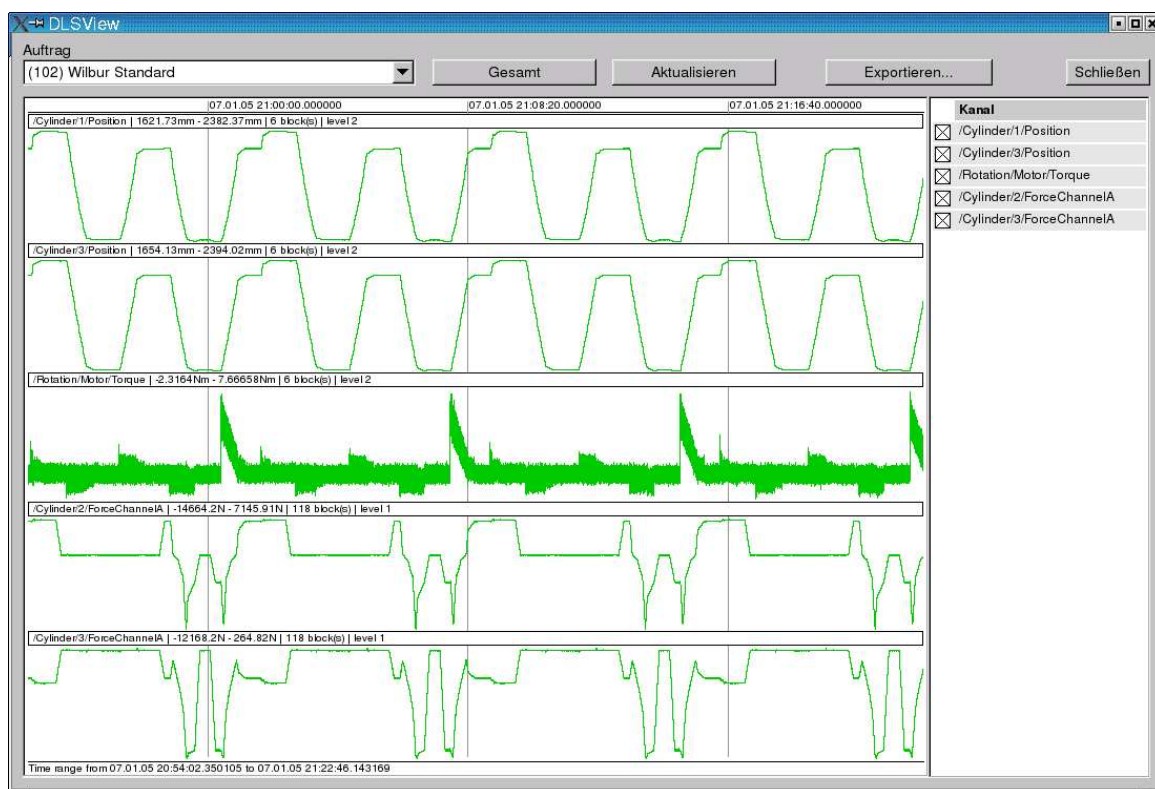 DLSView
Auftrag
(102) Wilbur Standard
Gesamt
Aktualisieren
Exportieren...
Schließen
07.01.05 21:00:00.000000
07.01.05 21:08:20.000000
07.01.05 21:16:40.000000
/Cylinder/1/Position | 1621.73mm - 2382.37mm | 6 block(s) | level 2
/Cylinder/3/Position | 1654.13mm - 2394.02mm | 6 block(s) | level 2
/Rotation/Motor/Torque | -2.3164Nm - 7.66658Nm | 6 block(s) | level 2
/Cylinder/2/ForceChannelA | -14664.2N - 7145.91N | 118 block(s) | level 1
/Cylinder/3/ForceChannelA | -12168.2N - 264.82N | 118 block(s) | level 1
Time range from 07.01.05 20:54:02.350105 to 07.01.05 21:22:46.143169
Kanal
/Cylinder/1/Position
/Cylinder/3/Position
/Rotation/Motor/Torque
/Cylinder/2/ForceChannelA
/Cylinder/3/ForceChannelA